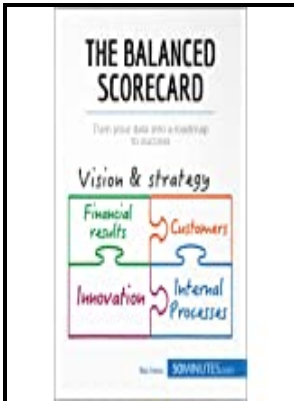 THE BALANCED
SCORECARD
Turn your data into a roadmap
to success
Vision & strategy
Financial
results
Customers
Innovation
Internal
Processes
50MINUTES.com